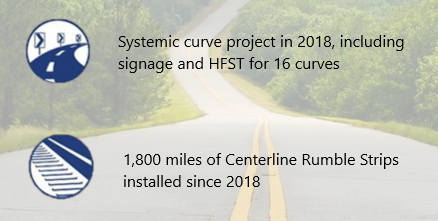 Systemic curve project in 2018, including
signage and HFST for 16 curves
1,800 miles of Centerline Rumble Strips
installed since 2018